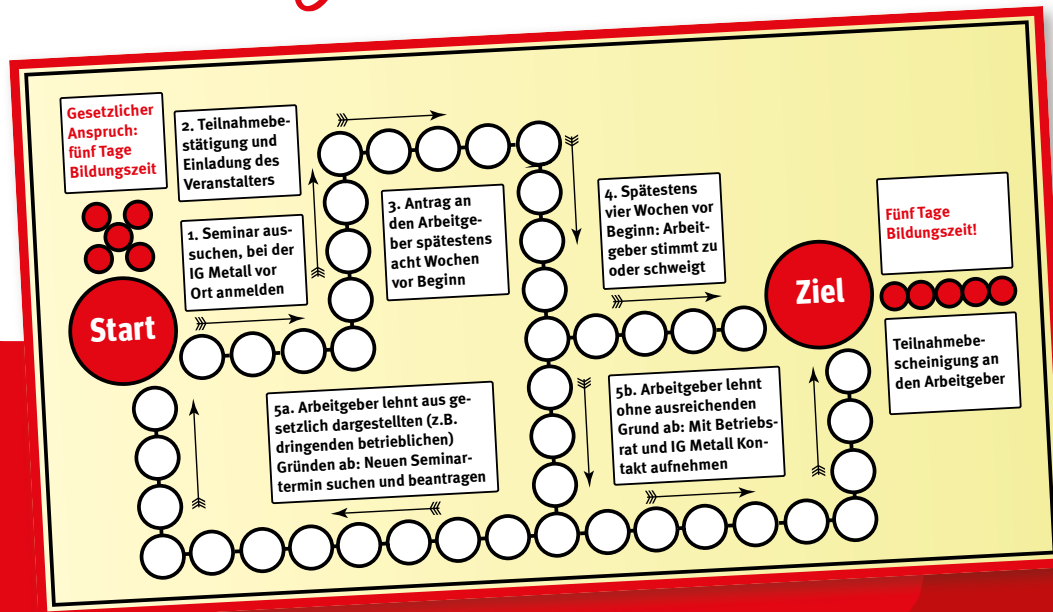 Gesetzlicher
Anspruch:
fünf Tage
Bildungszeit
2. Teilnahmebe-
stätigung und
Einladung des
Veranstalters
1. Seminar aus-
suchen, bei der
IG Metall vor
Ort anmelden
3. Antrag an
den Arbeitge-
ber spätestens
acht Wochen
vor Beginn
4. Spätestens
vier Wochen vor
Beginn: Arbeit-
geber stimmt zu
oder schweigt
Fünf Tage
Bildungszeit!
Start
Ziel
Teilnahmebe-
scheinigung an
den Arbeitgeber
5a. Arbeitgeber lehnt aus ge-
setzlich dargestellten (z.B.
dringenden betrieblichen)
Gründen ab: Neuen Seminar-
termin suchen und beantragen
5b. Arbeitgeber lehnt
ohne ausreichenden
Grund ab: Mit Betriebs-
rat und IG Metall Kon-
takt aufnehmen